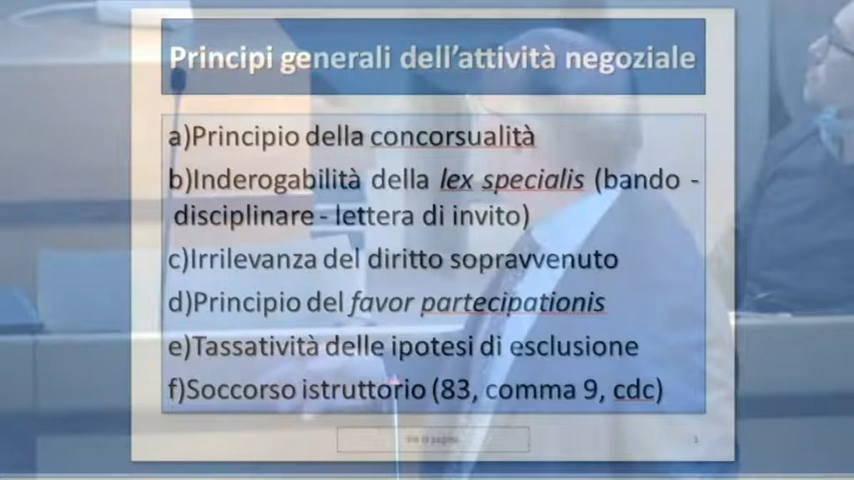 Principi generali dell'attività negoziale
a)Principio della concorsualità
b)Inderogabilità della lex specialis (bando -
disciplinare - lettera di invito)
c)Irrilevanza del diritto sopravvenuto
d)Principio del favor partecipationis
e)Tassatività delle ipotesi di esclusione
f)Soccorso istruttorio (83, comma 9, cdc)
1